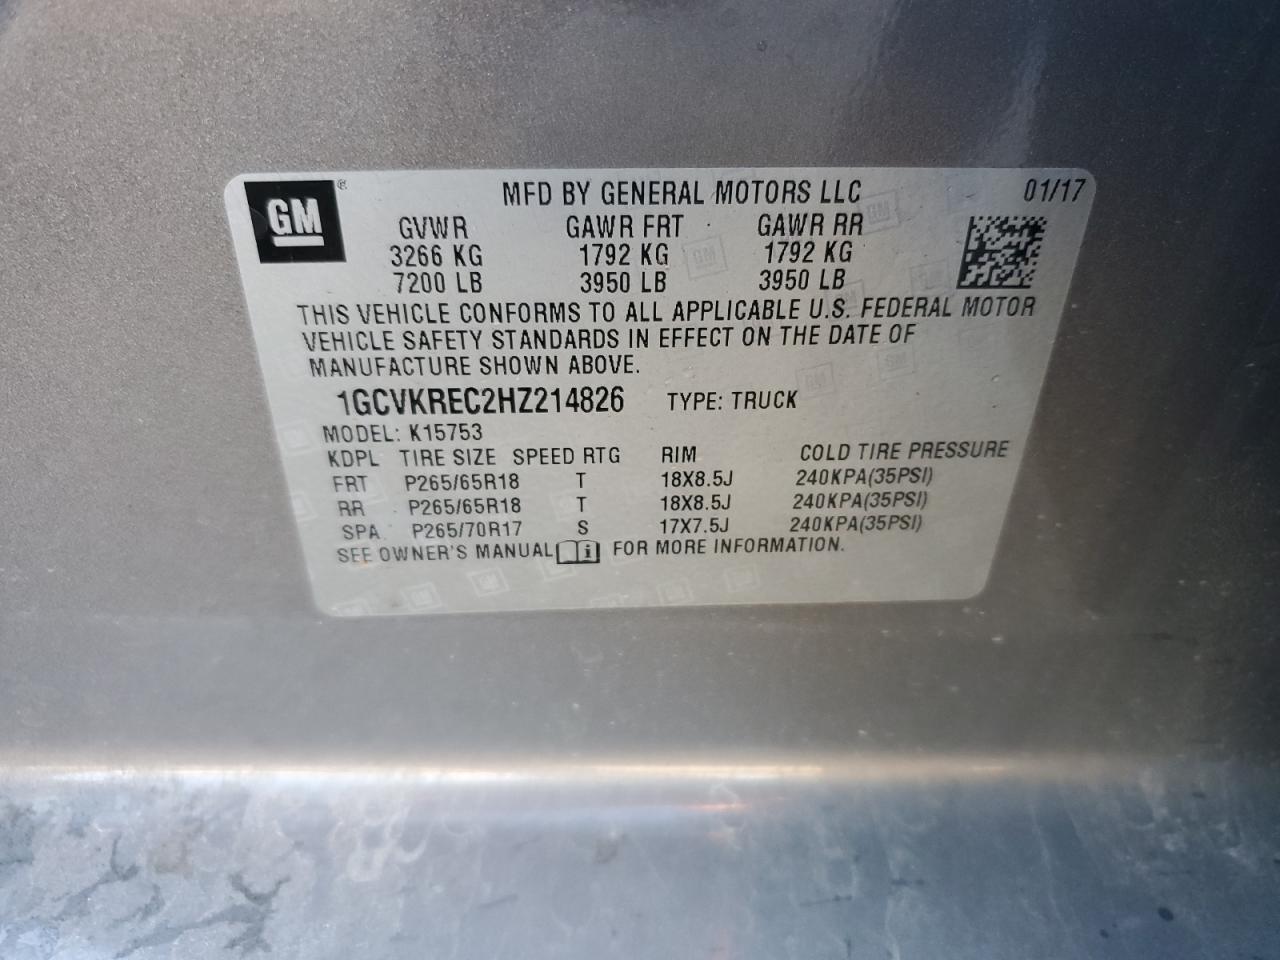 GM ® MFD BY GENERAL MOTORS LLC 01/17
GVWR GAWR FRT GAWR RR
3266 KG 1792 KG 1792 KG
7200 LB 3950 LB 3950 LB
THIS VEHICLE CONFORMS TO ALL APPLICABLE U.S. FEDERAL MOTOR
VEHICLE SAFETY STANDARDS IN EFFECT ON THE DATE OF
MANUFACTURE SHOWN ABOVE.
1GCVKREC2HZ214826 TYPE: TRUCK
MODEL: K15753
KDPL TIRE SIZE SPEED RTG RIM COLD TIRE PRESSURE
FRT P265/65R18 T 18X8.5J 240KPA(35PSI)
RR P265/65R18 T 18X8.5J 240KPA(35PSI)
SPA P265/70R17 S 17X7.5J 240KPA(35PSI)
SEE OWNER'S MANUAL i FOR MORE INFORMATION.